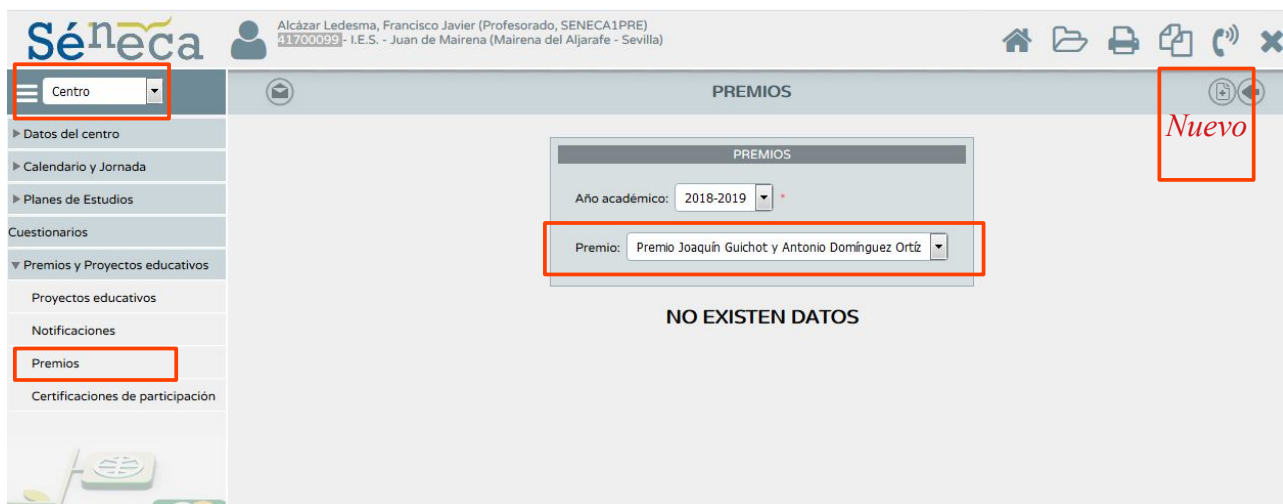 Séneca
Alcázar Ledesma, Francisco Javier (Profesorado, SENECA1PRE)
41700099 - I.E.S. - Juan de Mairena (Mairena del Aljarafe - Sevilla)
Centro
PREMIOS
Nuevo
Datos del centro
Calendario y Jornada
Planes de Estudios
Cuestionarios
Premios y Proyectos educativos
Proyectos educativos
Notificaciones
Premios
Certificaciones de participación
PREMIOS
Año académico: 2018-2019 *
Premio: Premio Joaquín Guichot y Antonio Domínguez Ortíz
NO EXISTEN DATOS